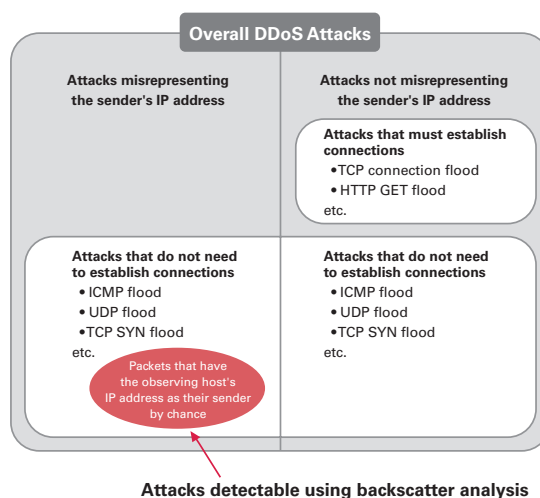 Overall DDoS Attacks
Attacks misrepresenting
the sender's IP address
Attacks not misrepresenting
the sender's IP address
Attacks that must establish
connections
•TCP connection flood
• HTTP GET flood
etc.
Attacks that do not need
to establish connections
• ICMP flood
• UDP flood
•TCP SYN flood
etc.
Packets that have
the observing host's
IP address as their sender
by chance
Attacks that do not need
to establish connections
• ICMP flood
• UDP flood
•TCP SYN flood
etc.
Attacks detectable using backscatter analysis